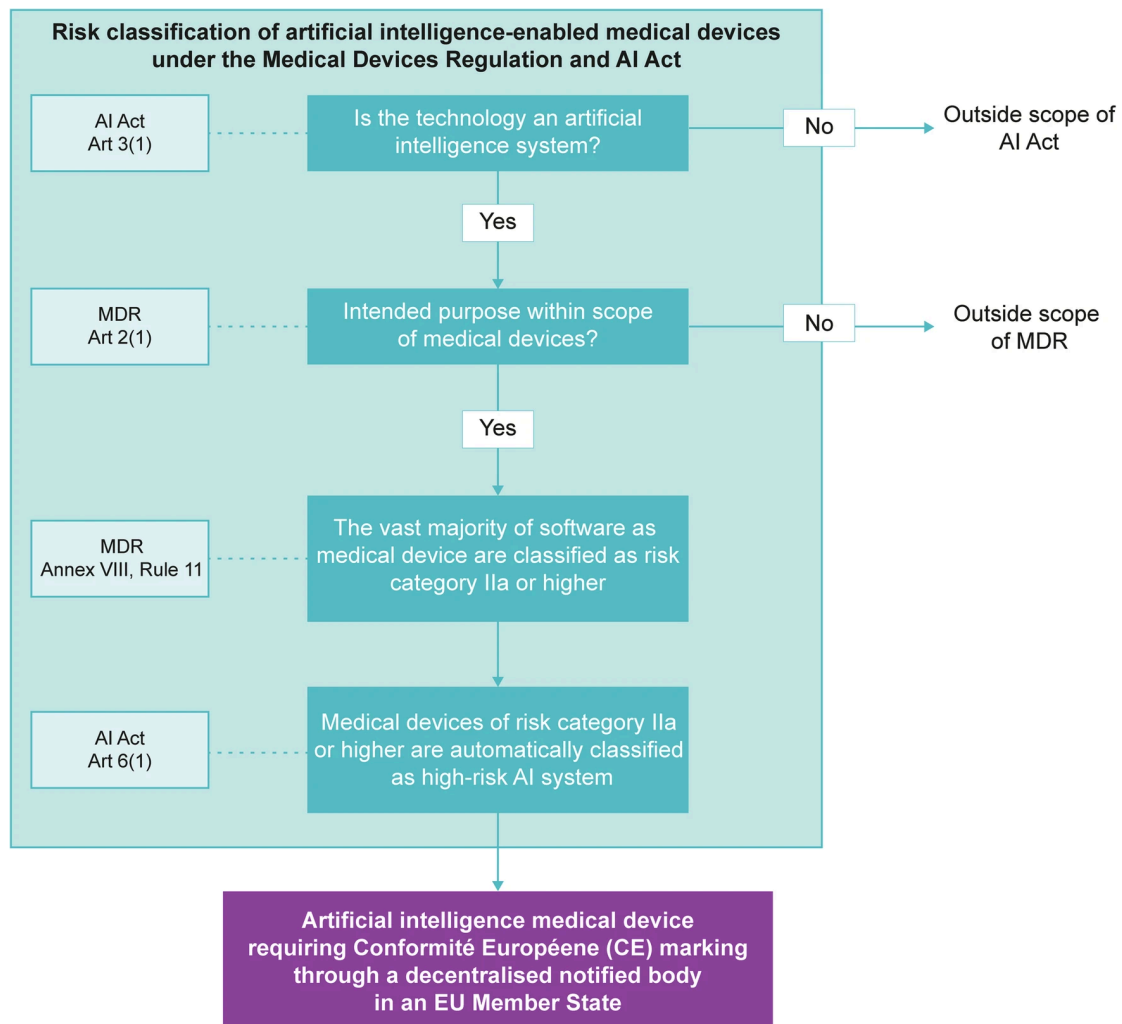 Risk classification of artificial intelligence-enabled medical devices
under the Medical Devices Regulation and AI Act
AI Act
Art 3(1)
Is the technology an artificial
intelligence system?
No
Outside scope of
AI Act
Yes
MDR
Art 2(1)
Intended purpose within scope
of medical devices?
No
Outside scope
of MDR
Yes
MDR
Annex VIII, Rule 11
The vast majority of software as
medical device are classified as risk
category IIa or higher
AI Act
Art 6(1)
Medical devices of risk category IIa
or higher are automatically classified
as high-risk AI system
Artificial intelligence medical device
requiring Conformité Européene (CE) marking
through a decentralised notified body
in an EU Member State